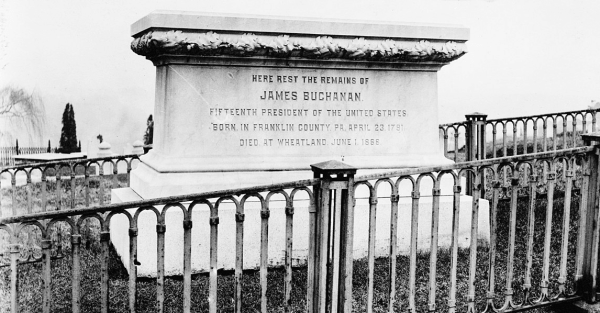 HERE REST THE REMAINS OF
JAMES BUCHANAN
FIFTEENTH PRESIDENT OF THE UNITED STATES
BORN IN FRANKLIN COUNTY, PA. APRIL 23, 1791
DIED AT WHEATLAND JUNE 1, 1868